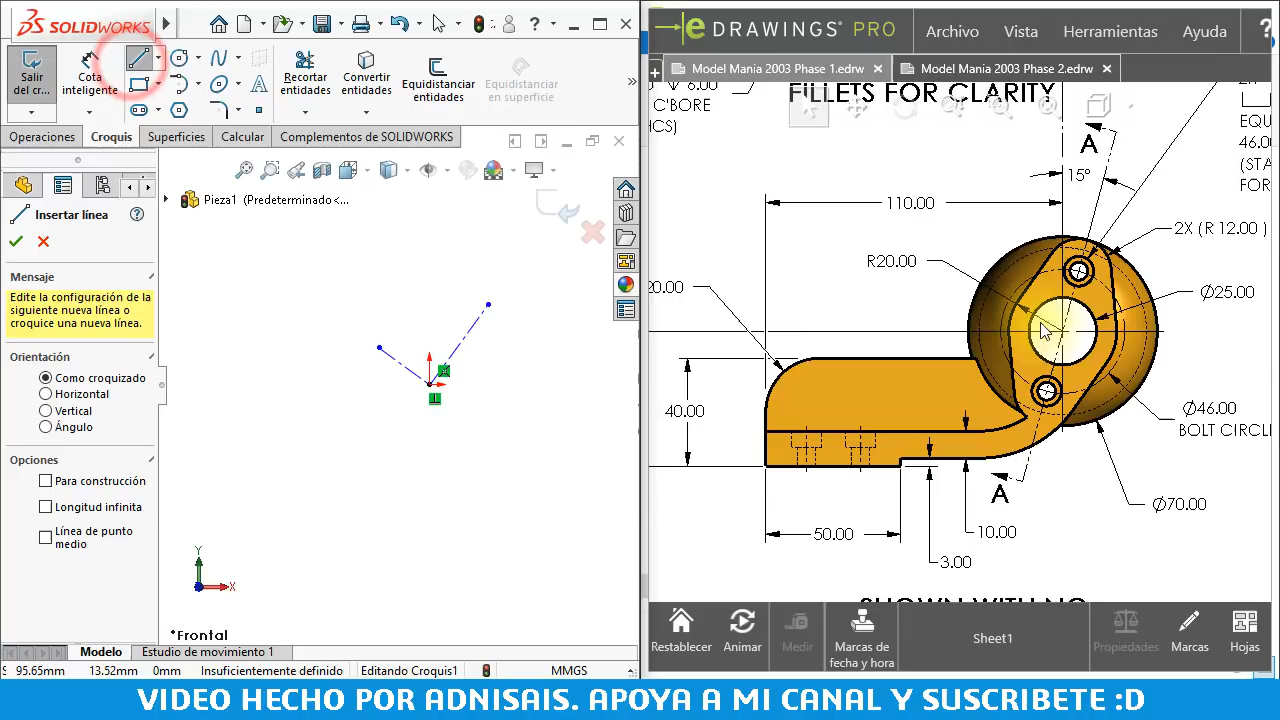 SOLIDWORKS
Salir
del cr...
Cota
inteligente
Recortar
entidades
Convertir
entidades
Equidistanciar
entidades
Equidistanciar
en superficie
Operaciones
Croquis
Superficies
Calcular
Complementos de SOLIDWORKS
Insertar línea
Mensaje
Edite la configuración de la
siguiente nueva línea o
croquice una nueva línea.
Orientación
Como croquizado
Horizontal
Vertical
Ángulo
Opciones
Para construcción
Longitud infinita
Línea de punto
medio
Pieza1 (Predeterminado <...
Y
X
*Frontal
Modelo
Estudio de movimiento 1
95.65mm
13.52mm
0mm
Insuficientemente definido
Editando Croquis1
MMGS
eDRAWINGS PRO
Archivo
Vista
Herramientas
Ayuda
Model Mania 2003 Phase 1.edrw
Model Mania 2003 Phase 2.edrw
6.00
C'BORE
FILLETS FOR CLARITY
EQU
46.0
(STA
FOR
A
15°
110.00
2X (R 12.00 )
R20.00
20.00
Ø25.00
40.00
Ø46.00
BOLT CIRCL
A
Ø70.00
50.00
10.00
3.00
Restablecer
Animar
Medir
Marcas de
fecha y hora
Sheet1
Propiedades
Marcas
Hojas
VIDEO HECHO POR ADNISAIS. APOYA A MI CANAL Y SUSCRIBETE :D